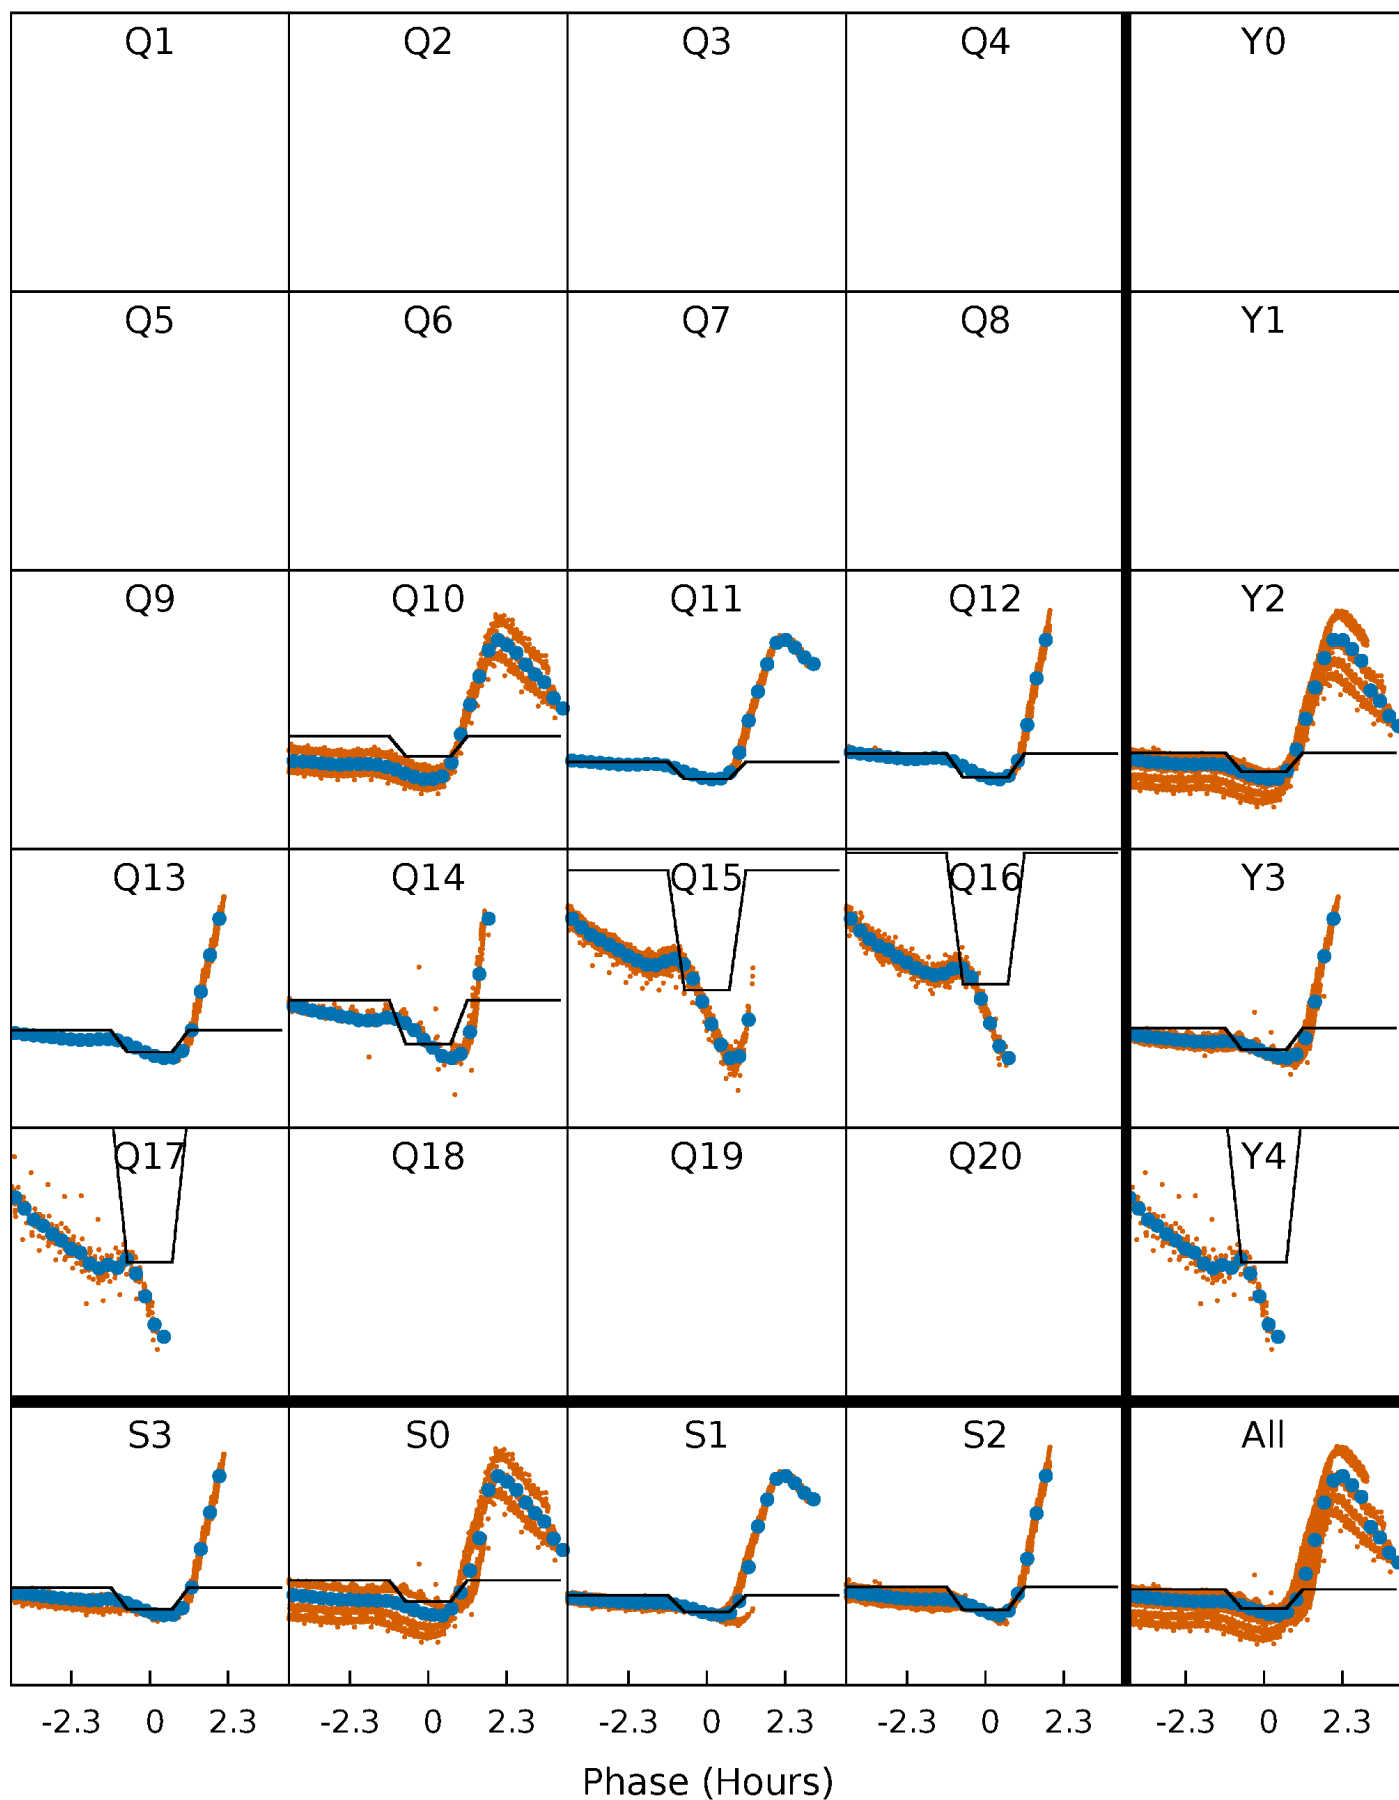 Q1 Q2 Q3 Q4 Y0
Q5 Q6 Q7 Q8 Y1
Q9 Q10 Q11 Q12 Y2
Q13 Q14 Q15 Q16 Y3
Q17 Q18 Q19 Q20 Y4
S3 S0 S1 S2 All
-2.3 0 2.3 -2.3 0 2.3 -2.3 0 2.3 -2.3 0 2.3 -2.3 0 2.3
Phase (Hours)